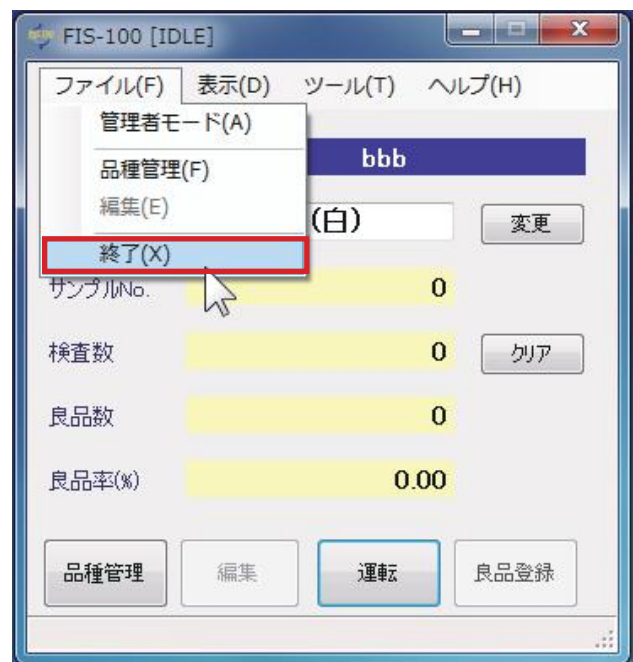 FIS-100 [IDLE]
ファイル(F) 表示(D) ツール(T) ヘルプ(H)
管理者モード(A)
bbb
品種管理(F)
編集(E)
(白) 変更
終了(X)
サンプルNo. 0
検査数 0 クリア
良品数 0
良品率(%) 0.00
品種管理 編集 運転 良品登録